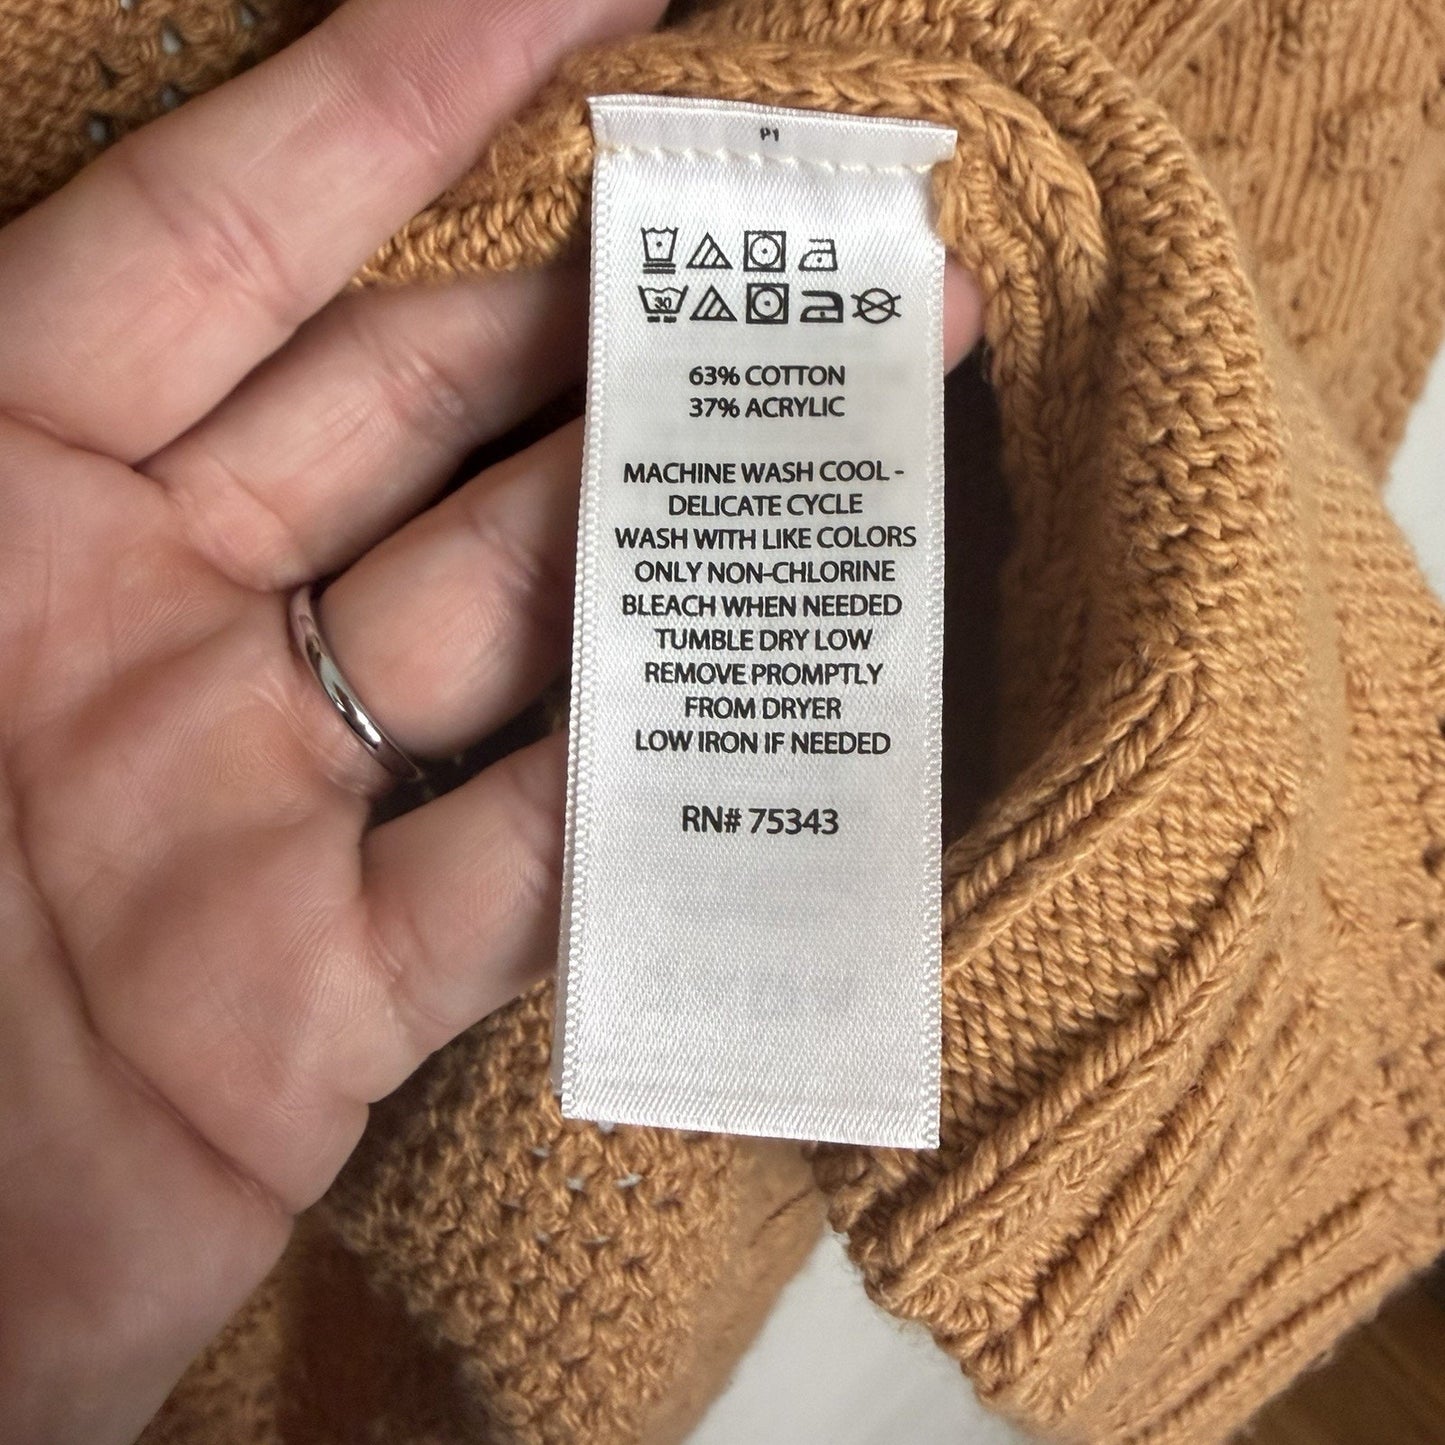 P1
30
63% COTTON
37% ACRYLIC
MACHINE WASH COOL -
DELICATE CYCLE
WASH WITH LIKE COLORS
ONLY NON-CHLORINE
BLEACH WHEN NEEDED
TUMBLE DRY LOW
REMOVE PROMPTLY
FROM DRYER
LOW IRON IF NEEDED
RN# 75343